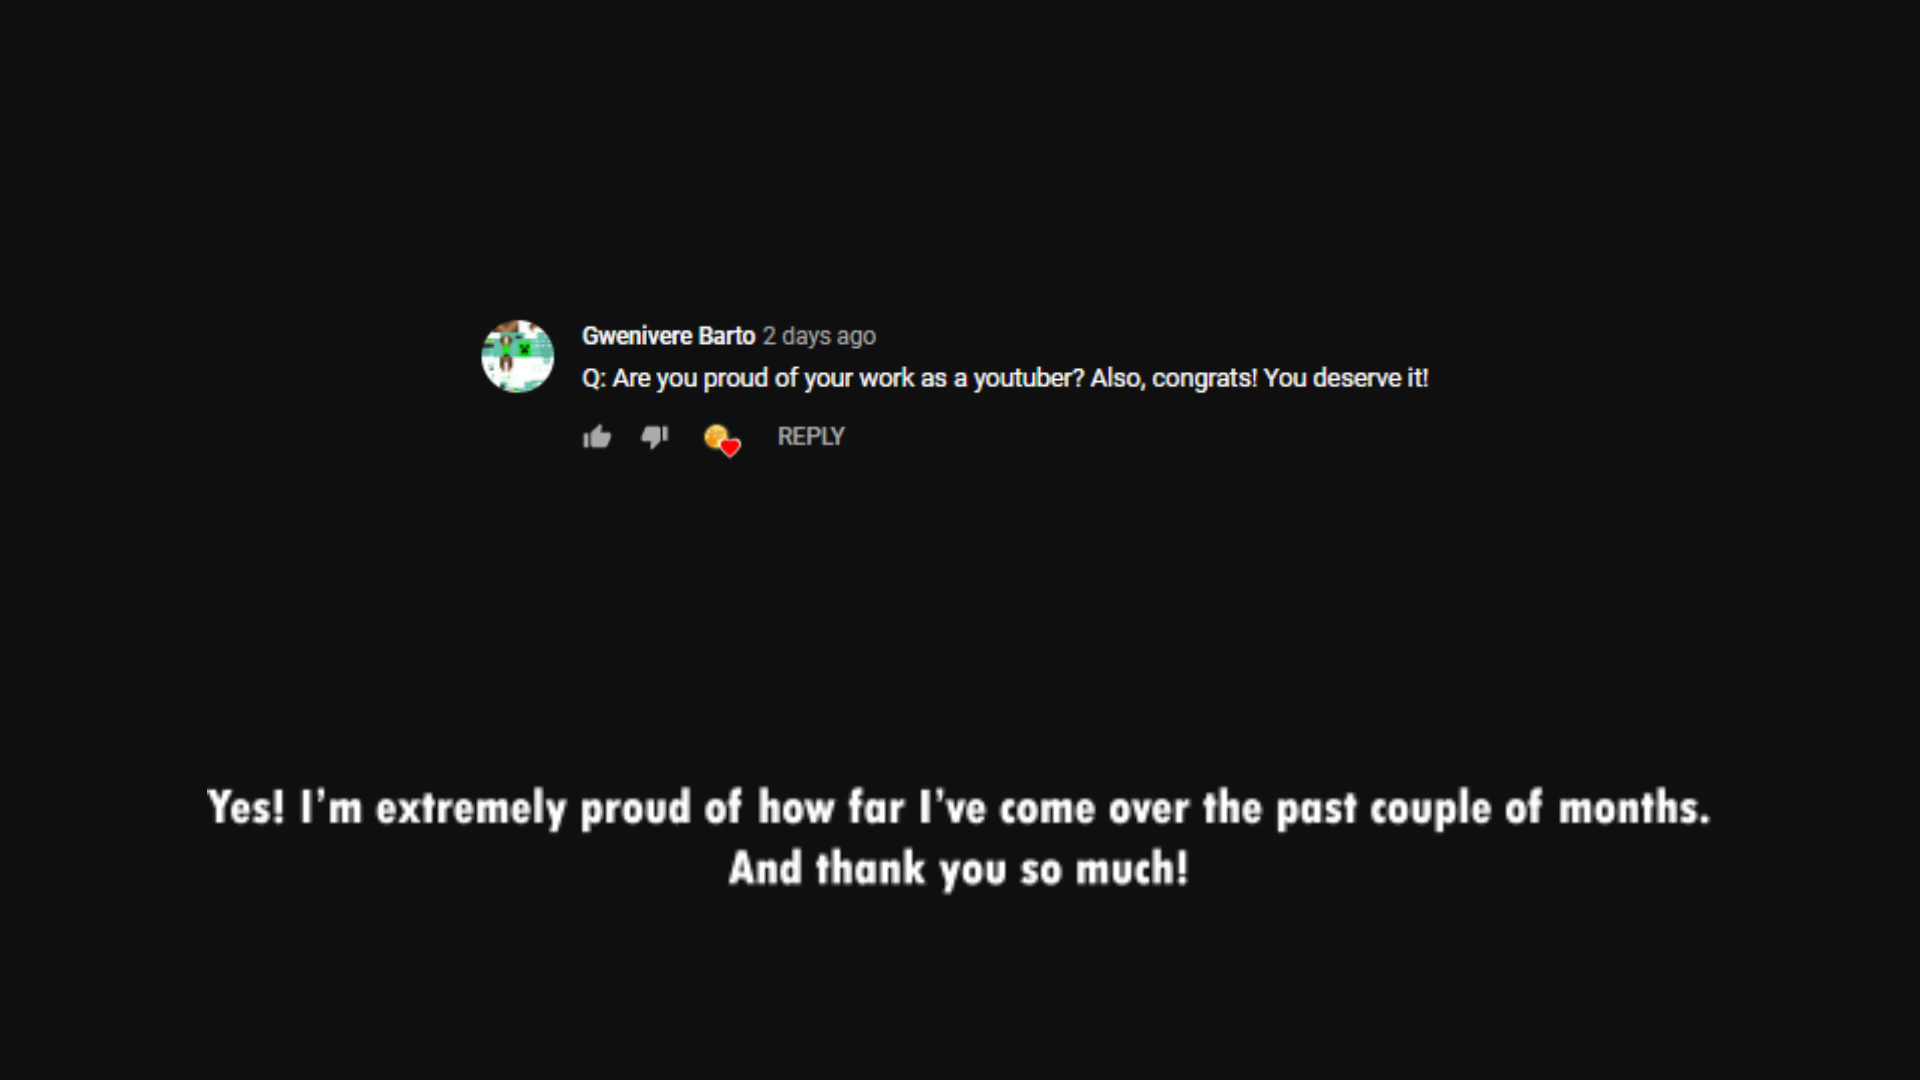 Gwenivere Barto 2 days ago
Q: Are you proud of your work as a youtuber? Also, congrats! You deserve it!
REPLY
Yes! I'm extremely proud of how far I've come over the past couple of months.
And thank you so much!